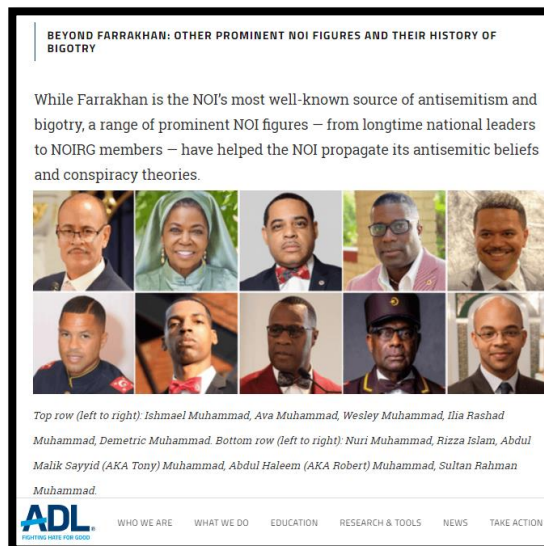 BEYOND FARRAKHAN: OTHER PROMINENT NOI FIGURES AND THEIR HISTORY OF
BIGOTRY
While Farrakhan is the NOI's most well-known source of antisemitism and
bigotry, a range of prominent NOI figures — from longtime national leaders
to NOIRG members — have helped the NOI propagate its antisemitic beliefs
and conspiracy theories.
Top row (left to right): Ishmael Muhammad, Ava Muhammad, Wesley Muhammad, Ilia Rashad
Muhammad, Demetric Muhammad. Bottom row (left to right): Nuri Muhammad, Rizza Islam, Abdul
Malik Sayyid (AKA Tony) Muhammad, Abdul Haleem (AKA Robert) Muhammad, Sultan Rahman
Muhammad.
ADL
FIGHTING HATE FOR GOOD
WHO WE ARE WHAT WE DO EDUCATION RESEARCH & TOOLS NEWS TAKE ACTION